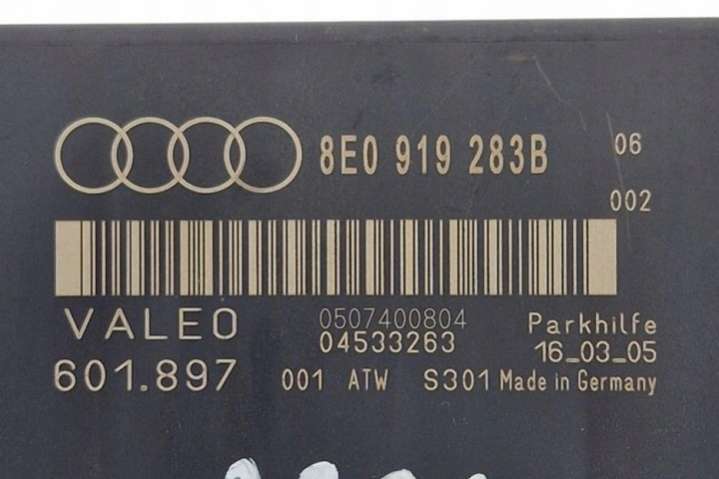 8E0 919 283B 06
002
VALEO 0507400804 Parkhilfe
04533263 16_03_05
601.897 001 ATW S301 Made in Germany